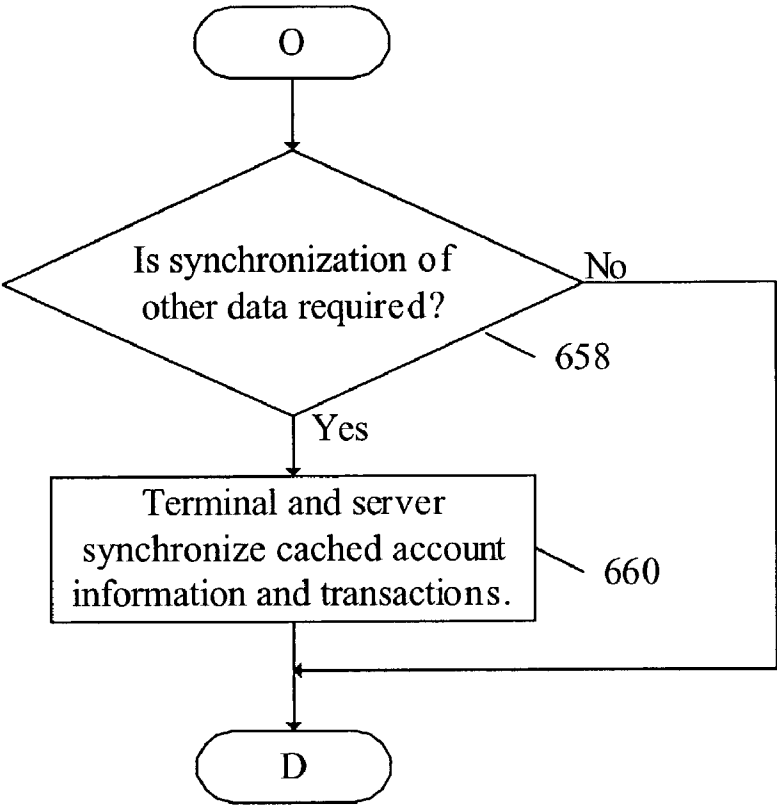 O
Is synchronization of
other data required?
No
658
Yes
Terminal and server
synchronize cached account
information and transactions.
660
D